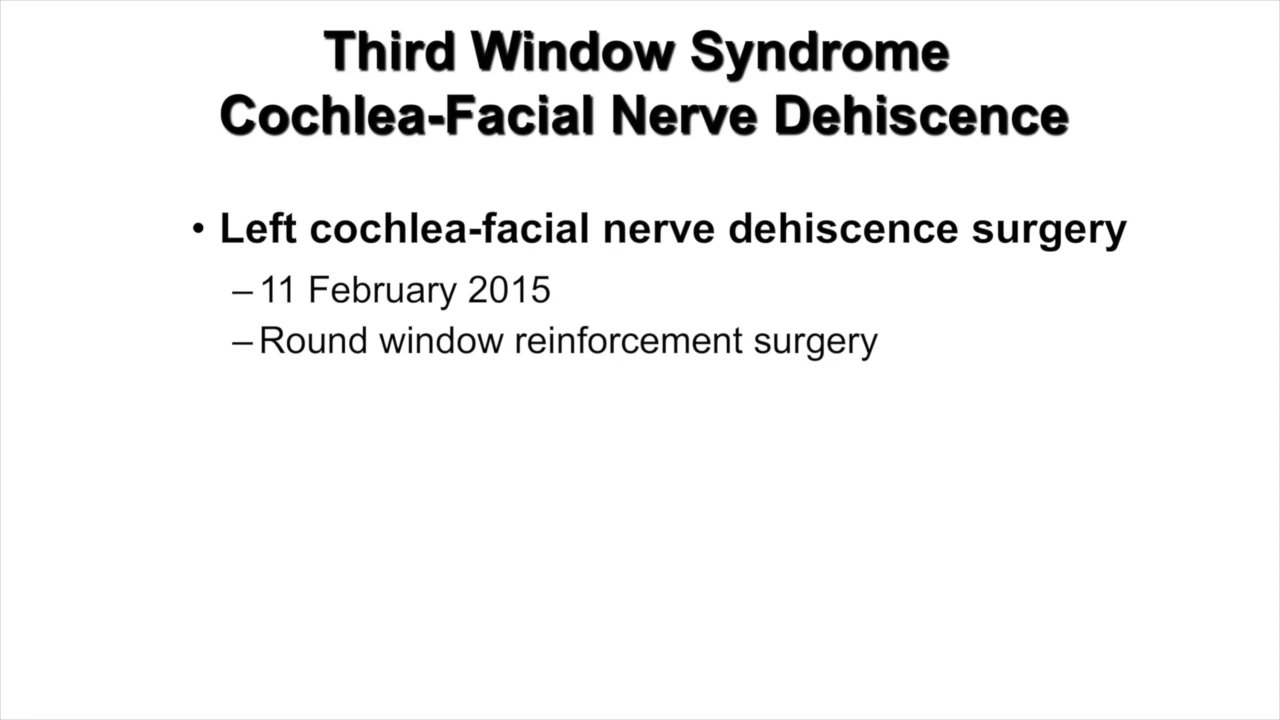 Third Window Syndrome
Cochlea-Facial Nerve Dehiscence
• Left cochlea-facial nerve dehiscence surgery
– 11 February 2015
– Round window reinforcement surgery